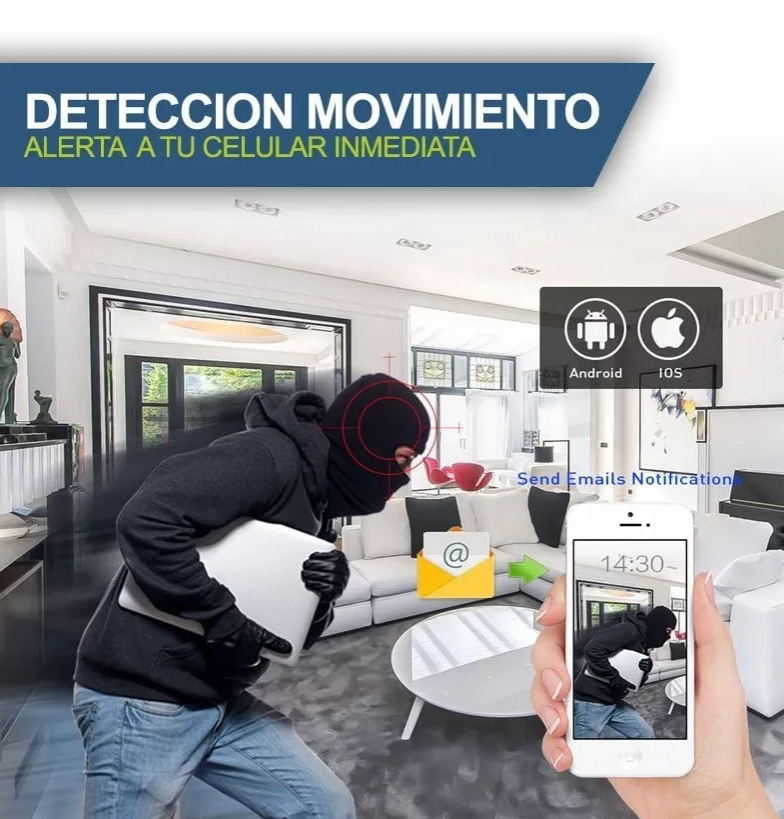 DETECCION MOVIMIENTO
ALERTA A TU CELULAR INMEDIATA
Android IOS
Send Emails Notifications
@
14:30